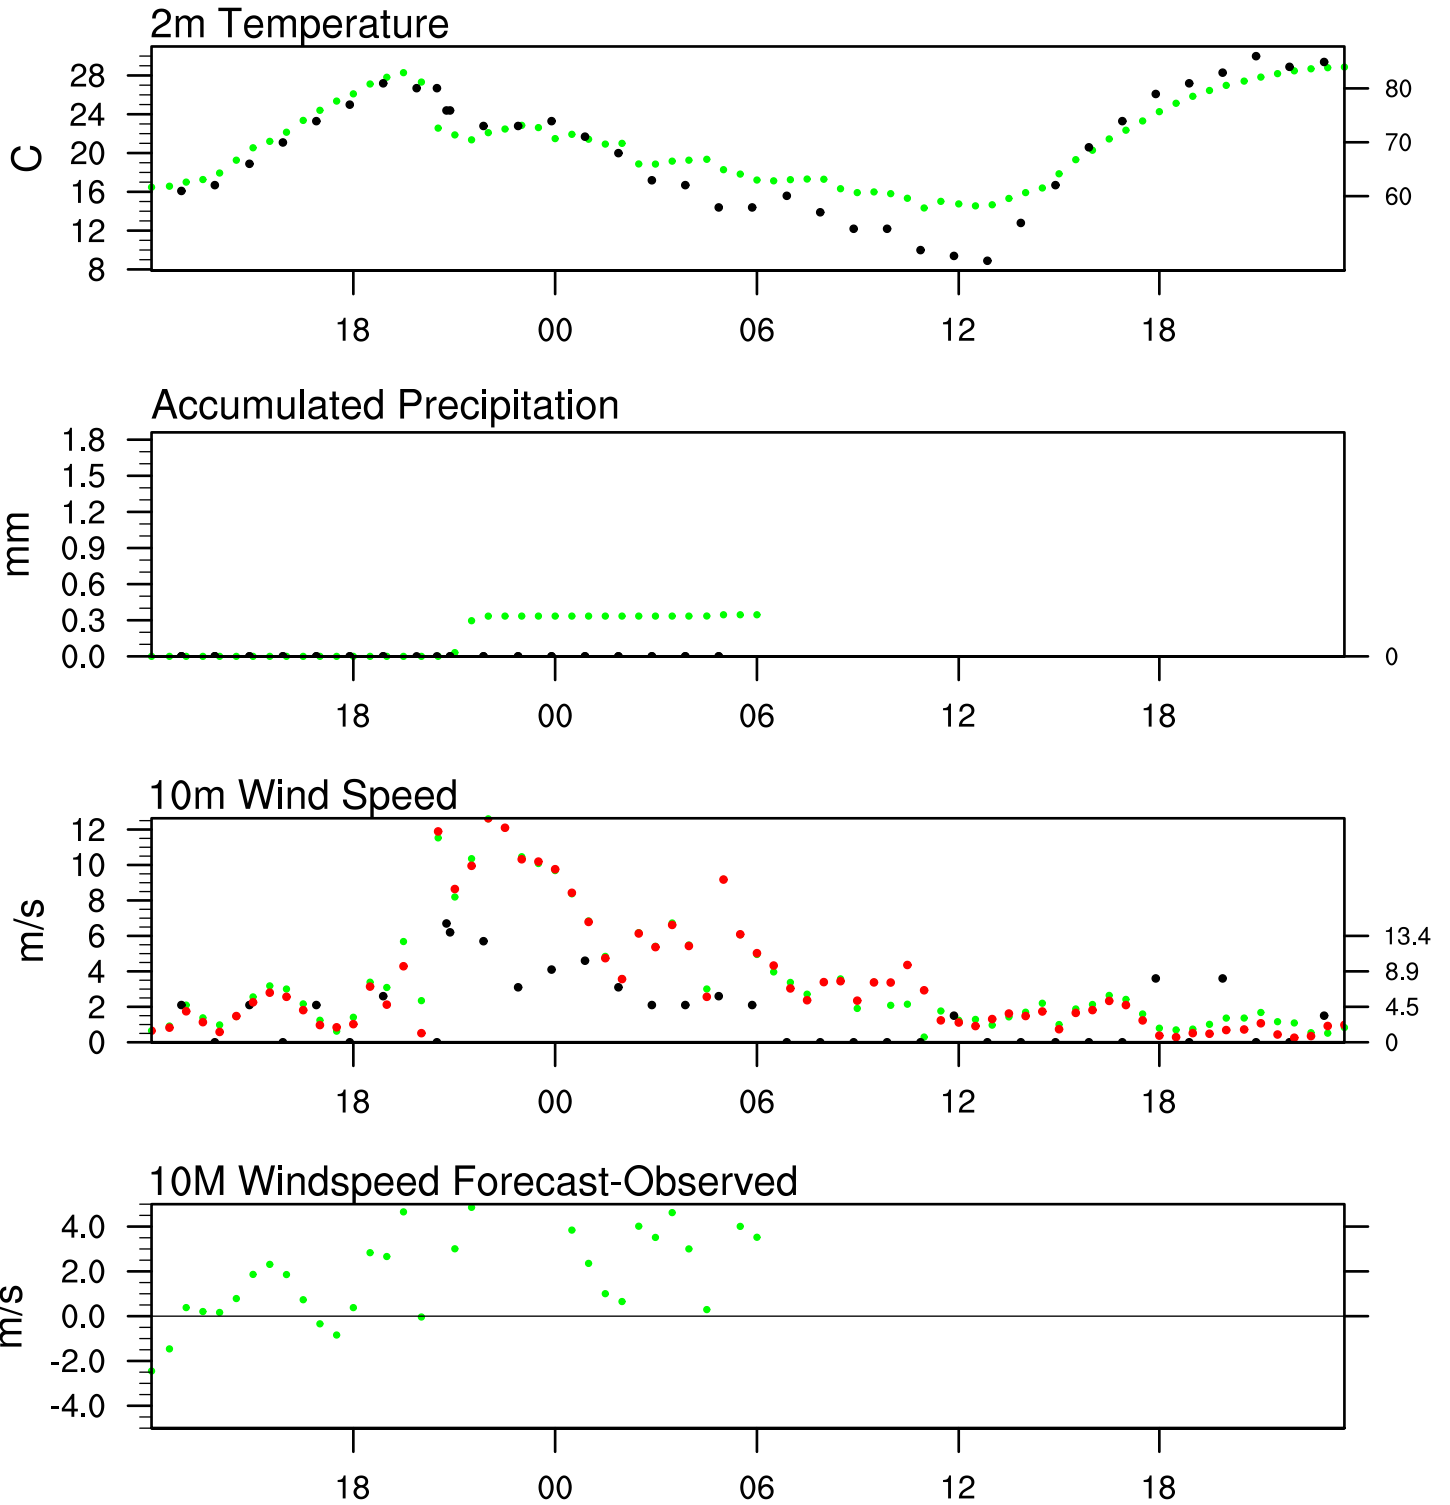 2m Temperature
28
24
20
16
12
8
C
80
70
60
18 00 06 12 18
Accumulated Precipitation
1.8
1.5
1.2
0.9
0.6
0.3
0.0
mm
0
18 00 06 12 18
10m Wind Speed
12
10
8
6
4
2
0
m/s
13.4
8.9
4.5
0
18 00 06 12 18
10M Windspeed Forecast-Observed
4.0
2.0
0.0
-2.0
-4.0
m/s
18 00 06 12 18